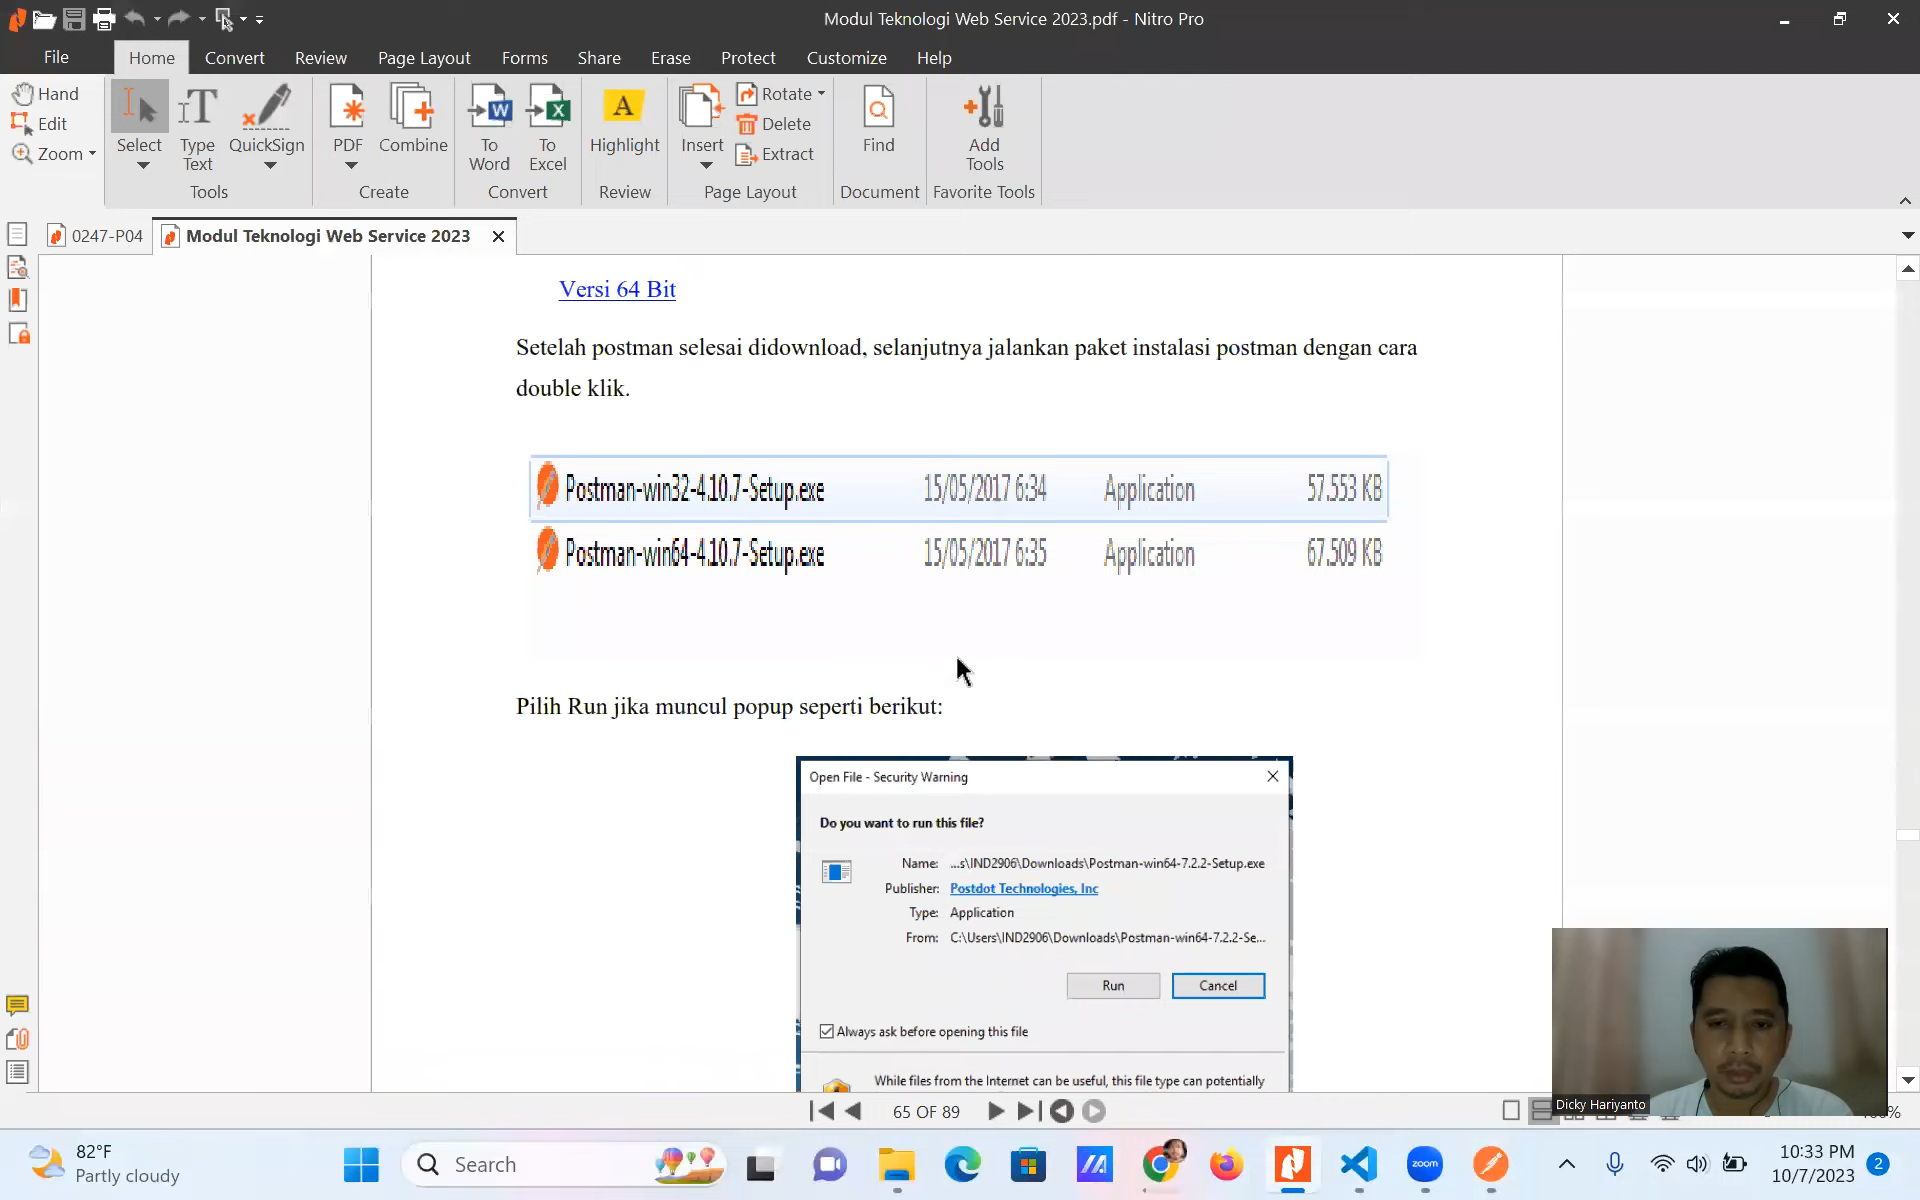 Modul Teknologi Web Service 2023.pdf - Nitro Pro
File Home Convert Review Page Layout Forms Share Erase Protect Customize Help
Hand
Edit
Zoom
Select
Type Text
QuickSign
Tools
PDF
Combine
Create
To Word
To Excel
Convert
Highlight
Review
Insert
Rotate
Delete
Extract
Page Layout
Find
Document
Add Tools
Favorite Tools
0247-P04
Modul Teknologi Web Service 2023
Versi 64 Bit
Setelah postman selesai didownload, selanjutnya jalankan paket instalasi postman dengan cara
double klik.
Postman-win32-4.10.7-Setup.exe 15/05/2017 6:34 Application 57.553 KB
Postman-win64-4.10.7-Setup.exe 15/05/2017 6:35 Application 67.509 KB
Pilih Run jika muncul popup seperti berikut:
Open File - Security Warning
Do you want to run this file?
Name: ...s\IND2906\Downloads\Postman-win64-7.2.2-Setup.exe
Publisher: Postdot Technologies, Inc
Type: Application
From: C:\Users\IND2906\Downloads\Postman-win64-7.2.2-Se...
Run Cancel
Always ask before opening this file
While files from the Internet can be useful, this file type can potentially
Dicky Hariyanto
65 OF 89
82°F
Partly cloudy
Search
zoom
10:33 PM
10/7/2023
2